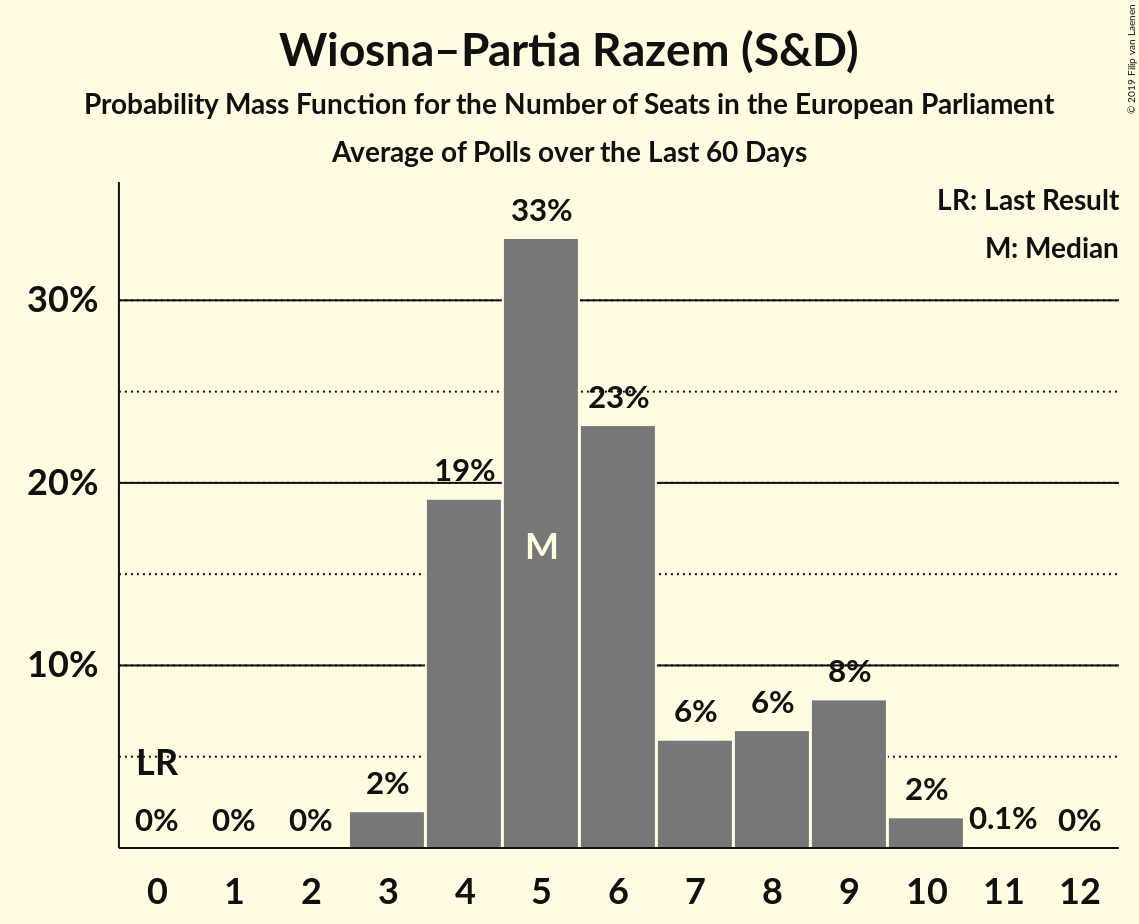 Wiosna–Partia Razem (S&D)
Probability Mass Function for the Number of Seats in the European Parliament
Average of Polls over the Last 60 Days
© 2019 Filip van Laenen
LR: Last Result
M: Median
33%
30%
23%
19%
20%
M
10%
8%
6%
6%
LR
2%
2%
0%
0%
0%
0.1%
0%
0 1 2 3 4 5 6 7 8 9 10 11 12